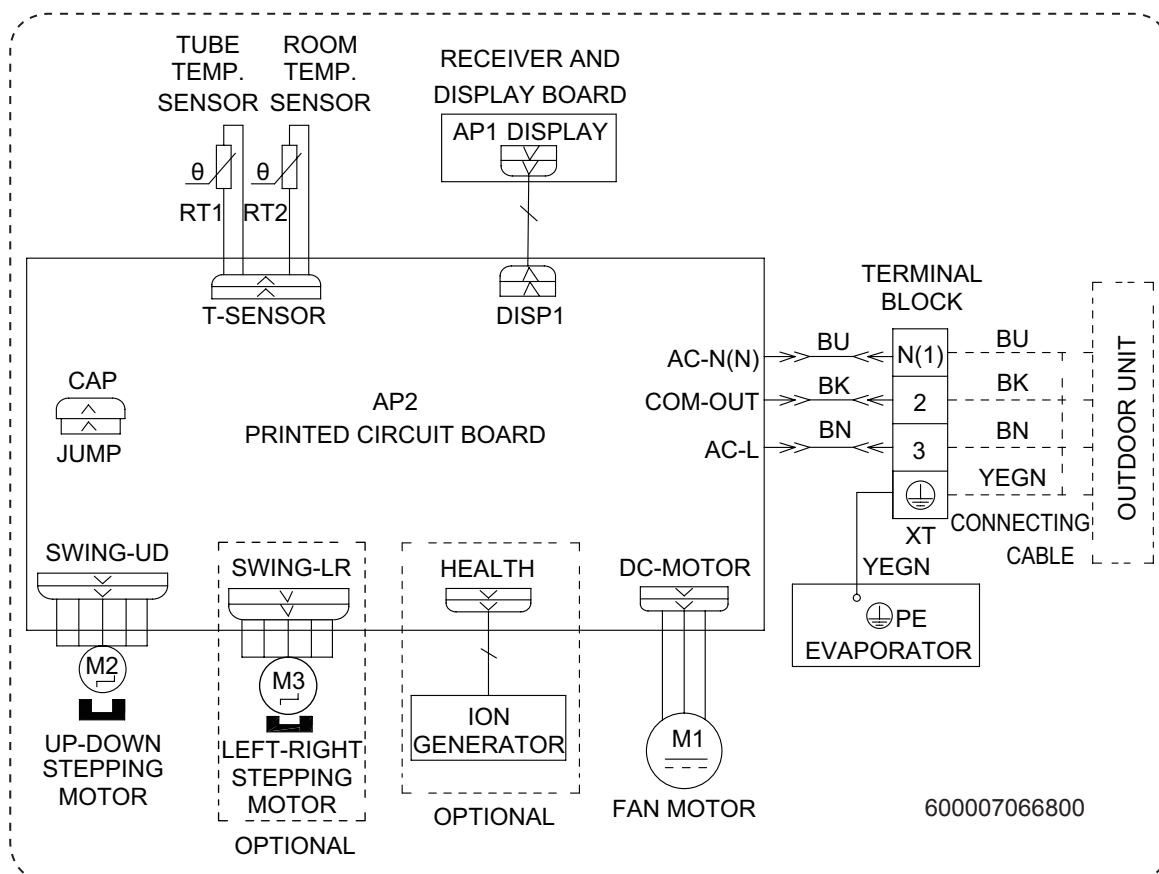 TUBE
TEMP.
SENSOR
ROOM
TEMP.
SENSOR
RECEIVER AND
DISPLAY BOARD
AP1 DISPLAY
θ
RT1
θ
RT2
T-SENSOR
DISP1
TERMINAL
BLOCK
OUTDOOR UNIT
AC-N(N)
BU
N(1)
BU
COM-OUT
BK
2
BK
AC-L
BN
3
BN
YEGN
XT
CONNECTING
CABLE
YEGN
PE
EVAPORATOR
CAP
JUMP
AP2
PRINTED CIRCUIT BOARD
SWING-UD
M2
UP-DOWN
STEPPING
MOTOR
SWING-LR
M3
LEFT-RIGHT
STEPPING
MOTOR
OPTIONAL
HEALTH
ION
GENERATOR
OPTIONAL
DC-MOTOR
M1
FAN MOTOR
600007066800